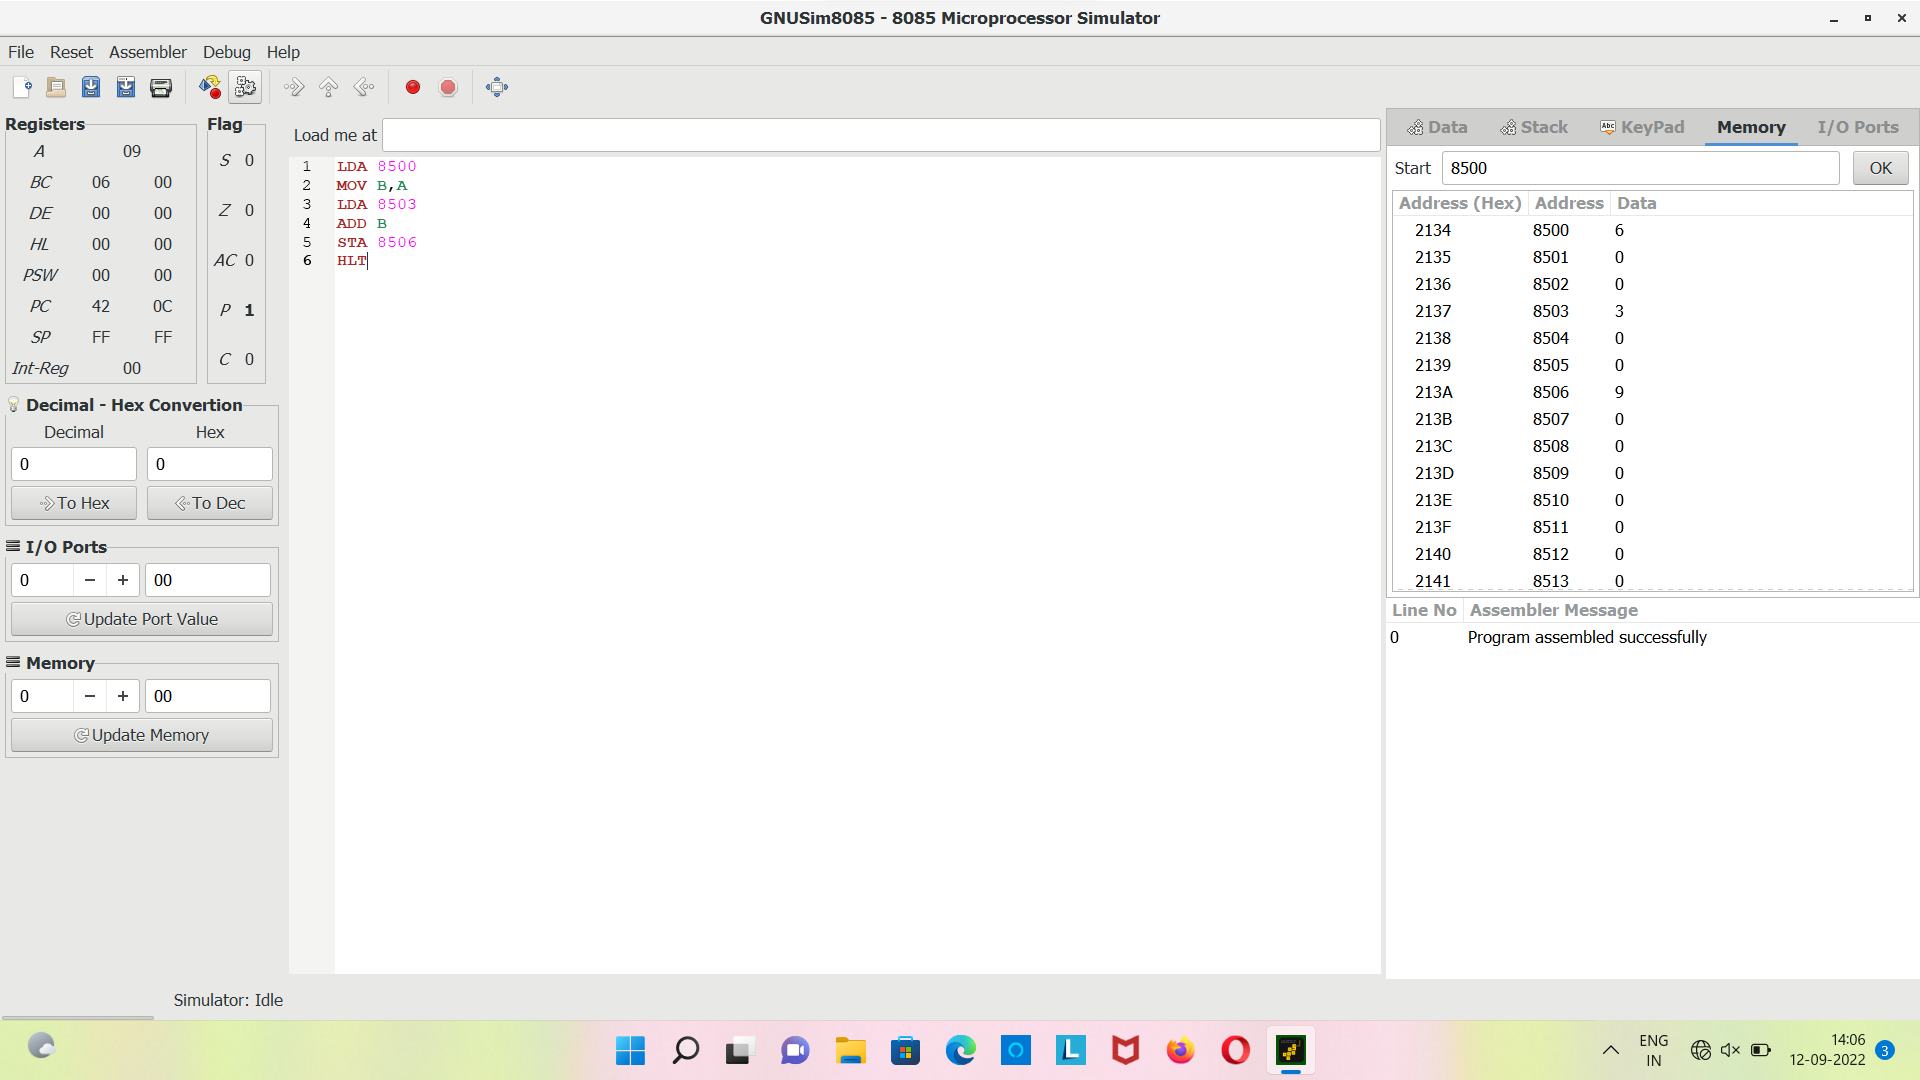 GNUSim8085 - 8085 Microprocessor Simulator
File Reset Assembler Debug Help
Registers
A 09
BC 06 00
DE 00 00
HL 00 00
PSW 00 00
PC 42 0C
SP FF FF
Int-Reg 00
Flag
S 0
Z 0
AC 0
P 1
C 0
Decimal - Hex Convertion
Decimal Hex
0 0
To Hex To Dec
I/O Ports
0 − + 00
Update Port Value
Memory
0 − + 00
Update Memory
Load me at
1 LDA 8500
2 MOV B,A
3 LDA 8503
4 ADD B
5 STA 8506
6 HLT
Data Stack Abc KeyPad Memory I/O Ports
Start 8500 OK
Address (Hex) Address Data
2134 8500 6
2135 8501 0
2136 8502 0
2137 8503 3
2138 8504 0
2139 8505 0
213A 8506 9
213B 8507 0
213C 8508 0
213D 8509 0
213E 8510 0
213F 8511 0
2140 8512 0
2141 8513 0
Line No Assembler Message
0 Program assembled successfully
Simulator: Idle
L
ENG
IN
14:06
12-09-2022
3